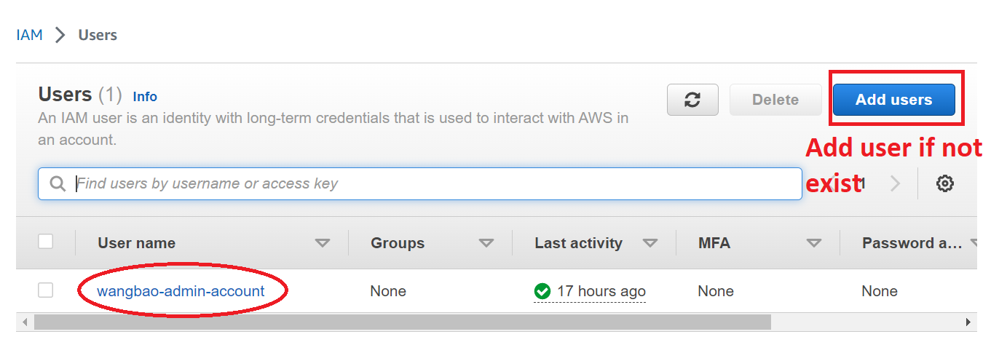 IAM > Users
Users (1) Info
An IAM user is an identity with long-term credentials that is used to interact with AWS in
an account.
Delete
Add users
Add user if not
exist
Find users by username or access key
1
User name
Groups
Last activity
MFA
Password a...
wangbao-admin-account
None
17 hours ago
None
None